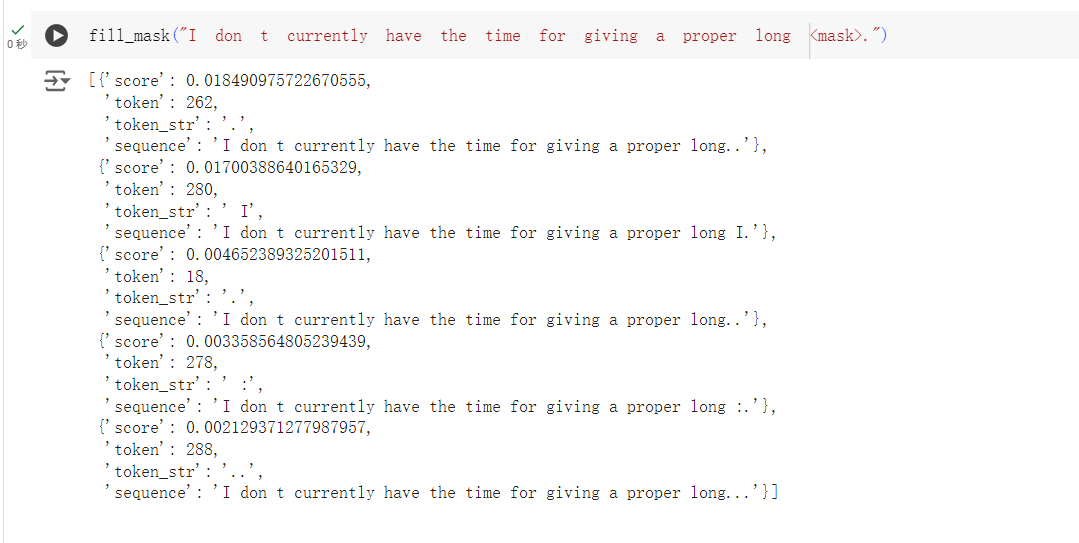 fill_mask("I don t currently have the time for giving a proper long <mask>.")
0 秒
[{'score': 0.018490975722670555,
'token': 262,
'token_str': '.',
'sequence': 'I don t currently have the time for giving a proper long..'},
{'score': 0.01700388640165329,
'token': 280,
'token_str': ' I',
'sequence': 'I don t currently have the time for giving a proper long I.'},
{'score': 0.004652389325201511,
'token': 18,
'token_str': '.',
'sequence': 'I don t currently have the time for giving a proper long..'},
{'score': 0.003358564805239439,
'token': 278,
'token_str': ' :',
'sequence': 'I don t currently have the time for giving a proper long :.'},
{'score': 0.002129371277987957,
'token': 288,
'token_str': '..',
'sequence': 'I don t currently have the time for giving a proper long...'}]